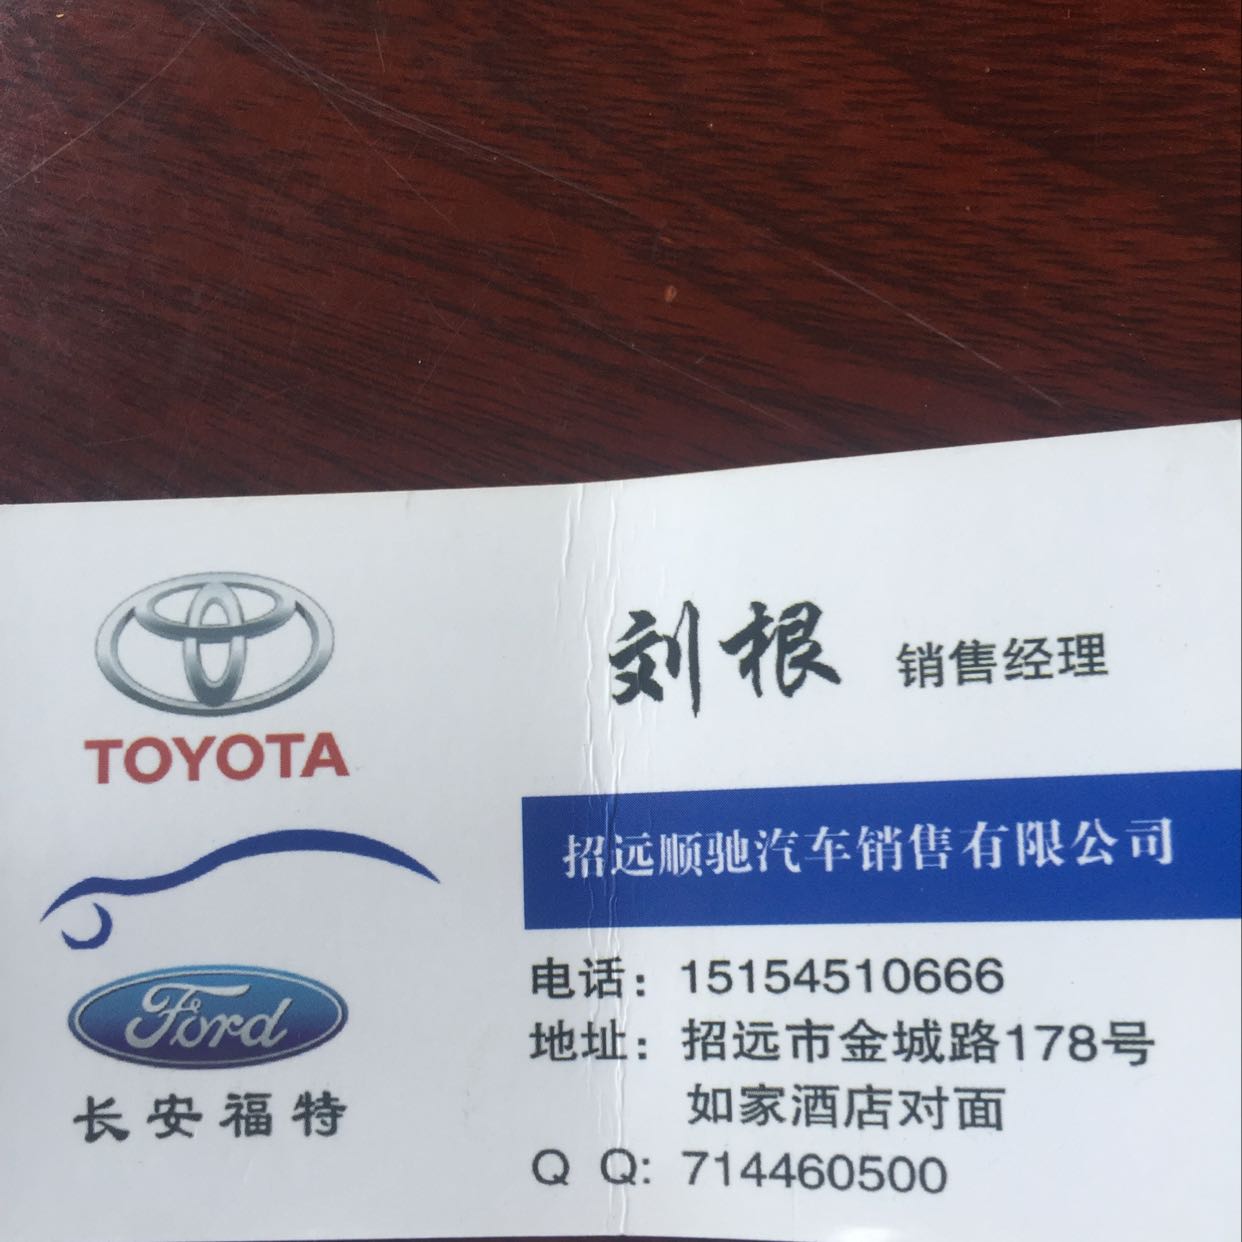 TOYOTA
Ford
长安福特
刘根 销售经理
招远顺驰汽车销售有限公司
电话：15154510666
地址：招远市金城路178号
如家酒店对面
Q Q: 714460500